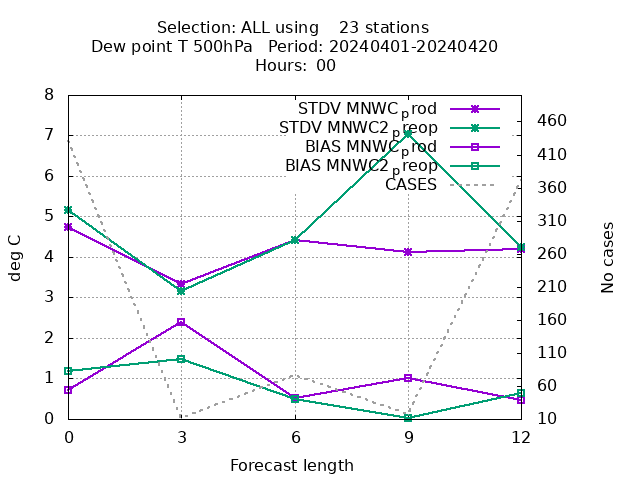 Selection: ALL using    23 stations
Dew point T 500hPa   Period: 20240401-20240420
Hours: 00
STDV MNWC_prod
STDV MNWC2_preop
BIAS MNWC_prod
BIAS MNWC2_preop
CASES
deg C
8
7
6
5
4
3
2
1
0
No cases
460
410
360
310
260
210
160
110
60
10
0 3 6 9 12
Forecast length